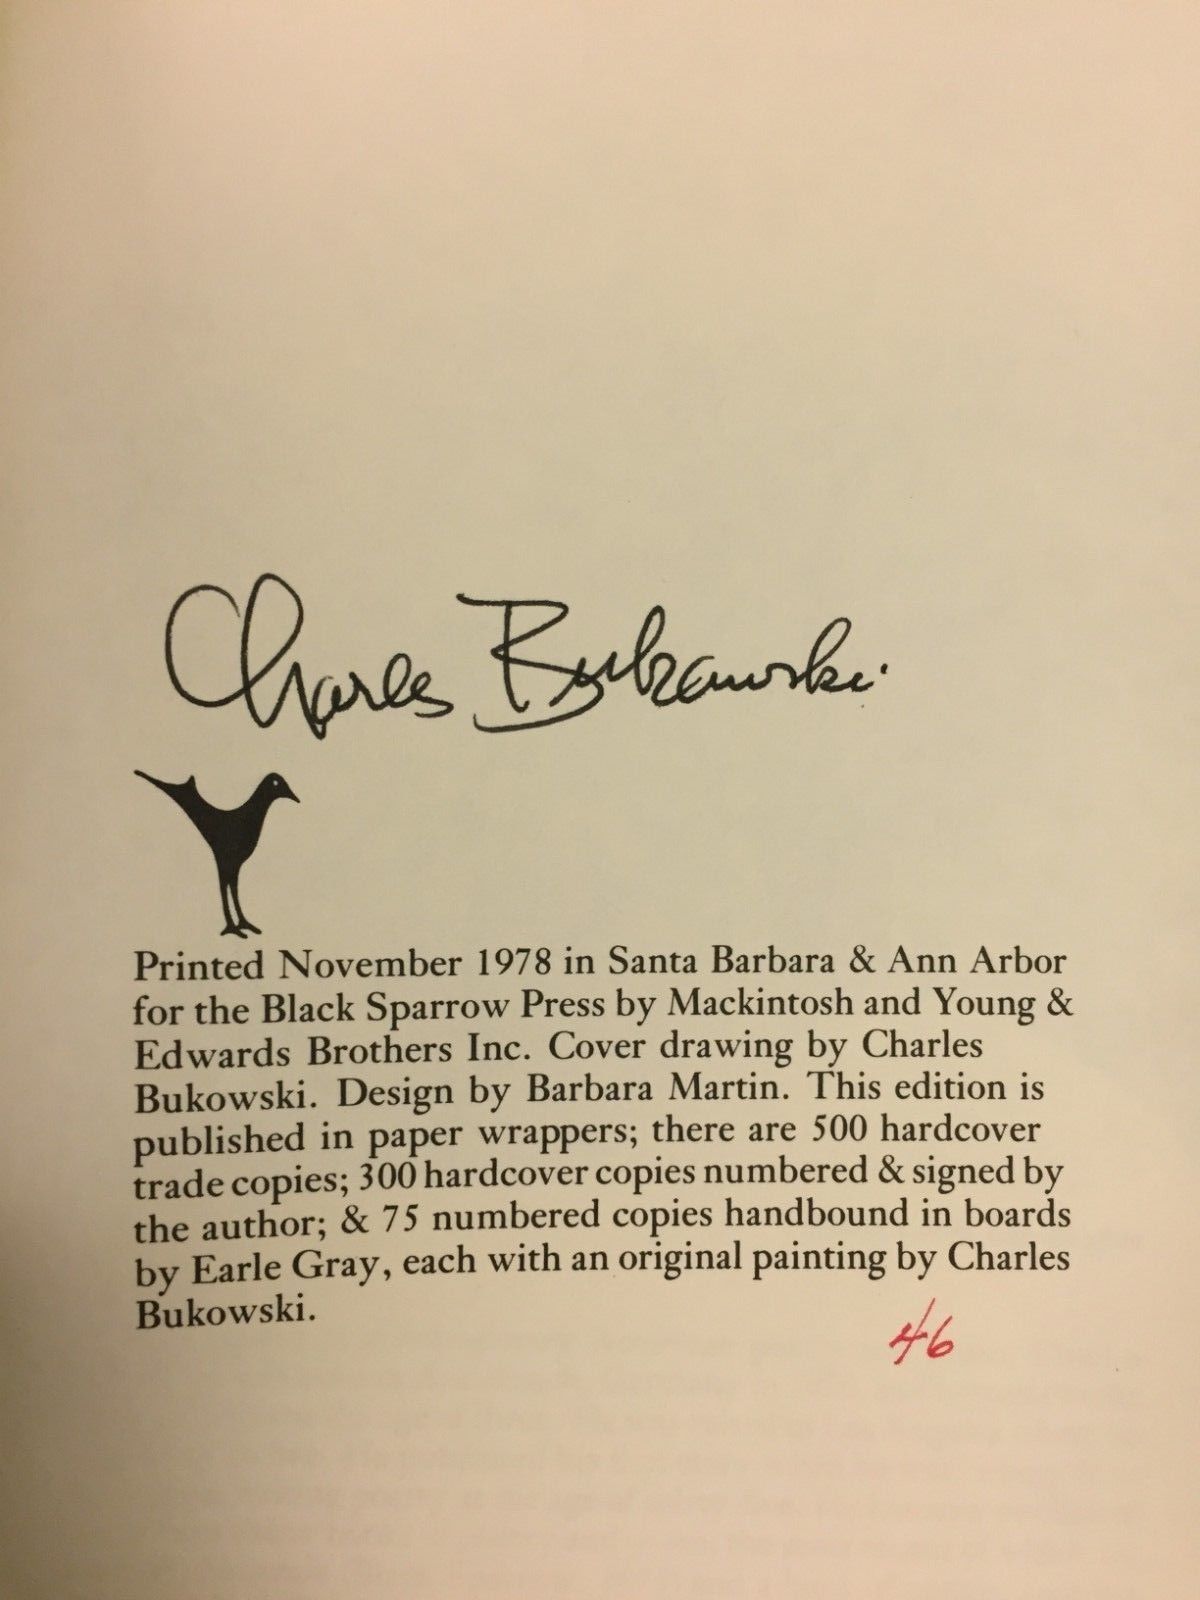 Charles Bukowski
Printed November 1978 in Santa Barbara & Ann Arbor
for the Black Sparrow Press by Mackintosh and Young &
Edwards Brothers Inc. Cover drawing by Charles
Bukowski. Design by Barbara Martin. This edition is
published in paper wrappers; there are 500 hardcover
trade copies; 300 hardcover copies numbered & signed by
the author; & 75 numbered copies handbound in boards
by Earle Gray, each with an original painting by Charles
Bukowski.
46